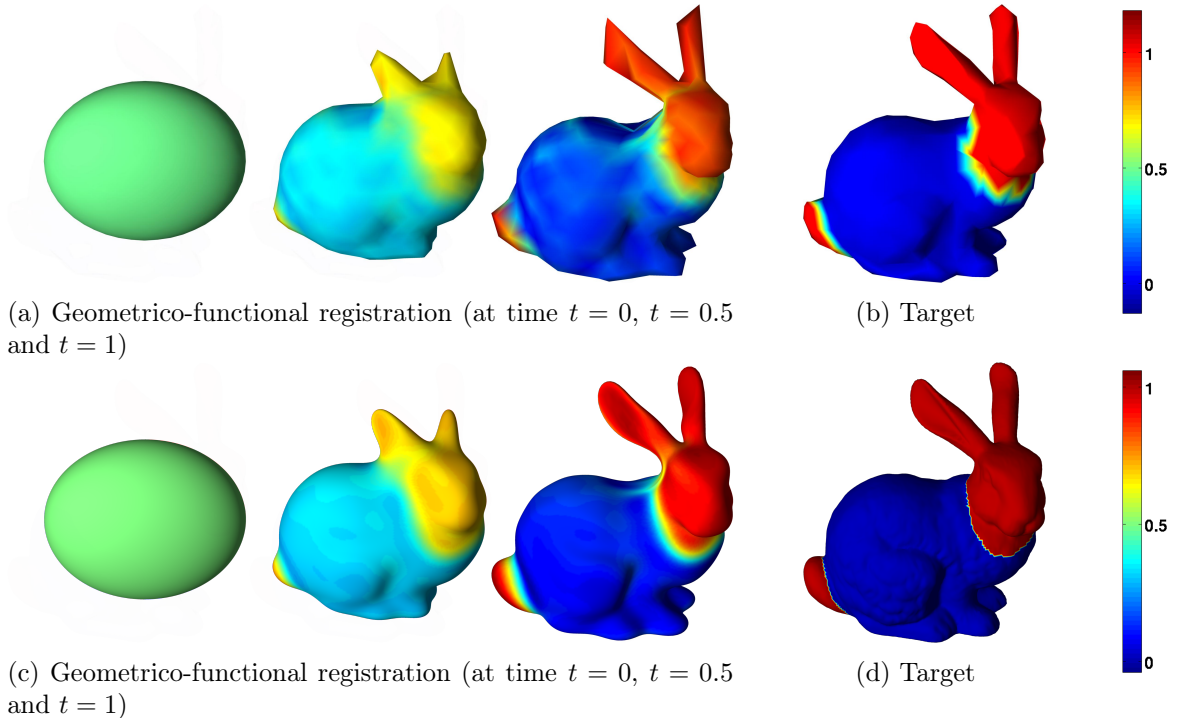 1
0.5
0
(a) Geometrico-functional registration (at time t = 0, t = 0.5
and t = 1)
(b) Target
1
0.5
0
(c) Geometrico-functional registration (at time t = 0, t = 0.5
and t = 1)
(d) Target